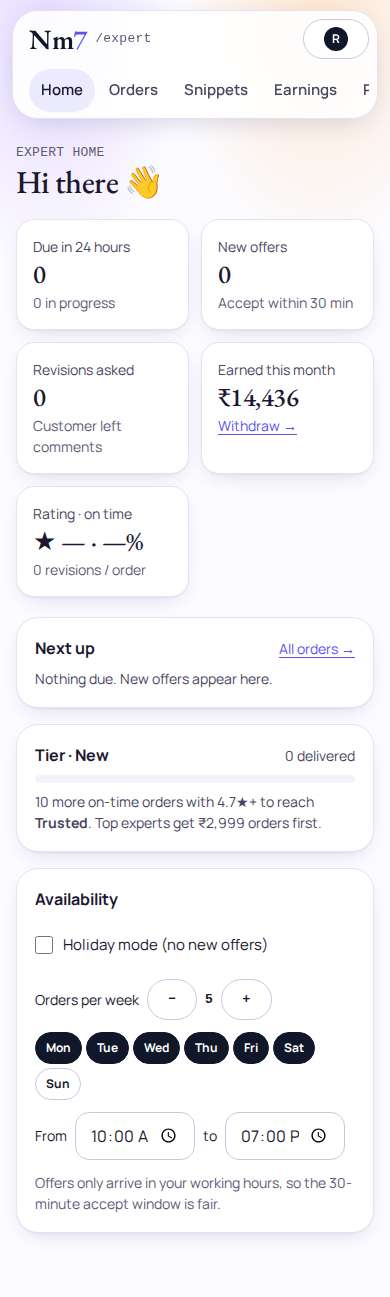 Nm7 /expert
R
Home Orders Snippets Earnings
EXPERT HOME
Hi there 👋
Due in 24 hours
0
0 in progress
New offers
0
Accept within 30 min
Revisions asked
0
Customer left
comments
Earned this month
₹14,436
Withdraw →
Rating · on time
★ — · —%
0 revisions / order
Next up
All orders →
Nothing due. New offers appear here.
Tier · New
0 delivered
10 more on-time orders with 4.7★+ to reach
Trusted. Top experts get ₹2,999 orders first.
Availability
Holiday mode (no new offers)
Orders per week − 5 +
Mon Tue Wed Thu Fri Sat
Sun
From 10:00 A to 07:00 P
Offers only arrive in your working hours, so the 30-
minute accept window is fair.